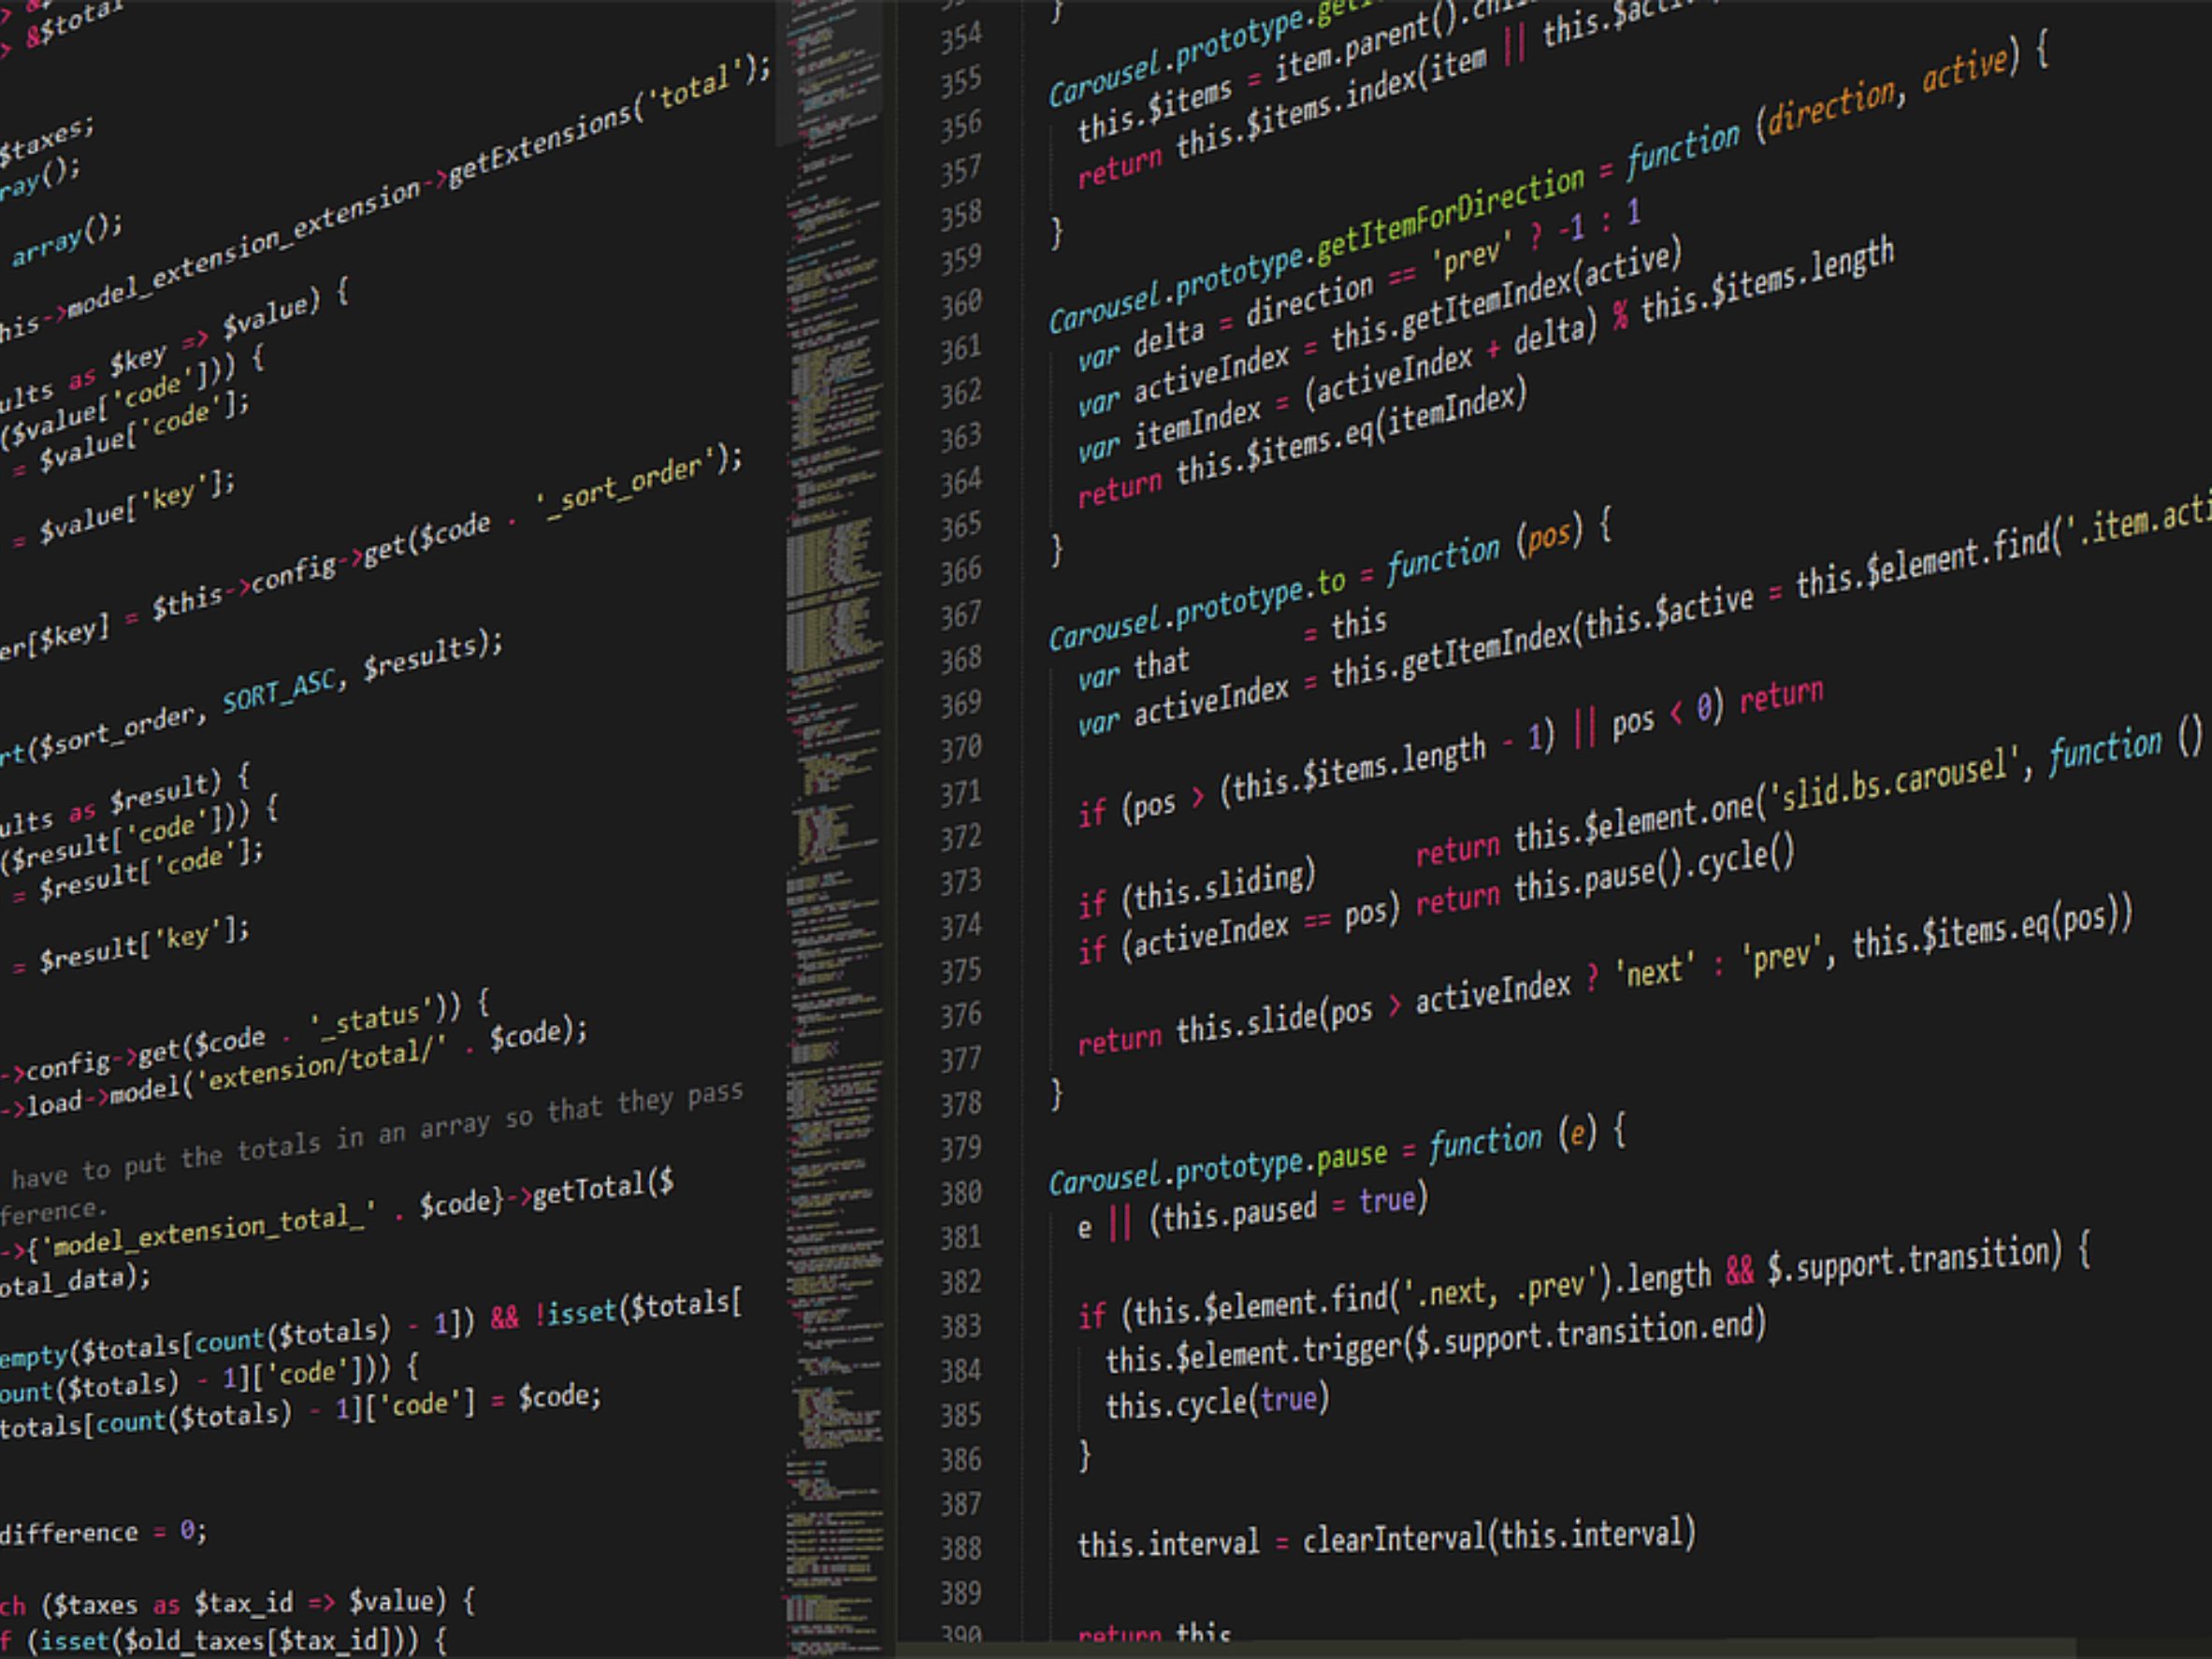 &$total
$taxes;
ray();
array();
his->model_extension_extension->getExtensions('total');
ults as $key => $value) {
($value['code'])) {
= $value['code'];
= $value['key'];
er[$key] = $this->config->get($code . '_sort_order');
rt($sort_order, SORT_ASC, $results);
ults as $result) {
($result['code'])) {
= $result['code'];
= $result['key'];
->config->get($code . '_status')) {
->load->model('extension/total/' . $code);
have to put the totals in an array so that they pass
ference.
->{'model_extension_total_' . $code}->getTotal($
otal_data);
empty($totals[count($totals) - 1]) && !isset($totals[
ount($totals) - 1]['code'])) {
totals[count($totals) - 1]['code'] = $code;
difference = 0;
ch ($taxes as $tax_id => $value) {
f (isset($old_taxes[$tax_id])) {
}
354
355 Carousel.prototype.
356 this.$items = item.parent().
357 return this.$items.index(item || this.
358 }
359
360 Carousel.prototype.getItemForDirection = function (direction, active) {
361 var delta = direction == 'prev' ? -1 : 1
362 var activeIndex = this.getItemIndex(active)
363 var itemIndex = (activeIndex + delta) % this.$items.length
364 return this.$items.eq(itemIndex)
365 }
366
367 Carousel.prototype.to = function (pos) {
368 var that = this
369 var activeIndex = this.getItemIndex(this.$active = this.$element.find('.item.acti
370
371 if (pos > (this.$items.length - 1) || pos < 0) return
372
373 if (this.sliding) return this.$element.one('slid.bs.carousel', function ()
374 if (activeIndex == pos) return this.pause().cycle()
375
376 return this.slide(pos > activeIndex ? 'next' : 'prev', this.$items.eq(pos))
377
378 }
379
380 Carousel.prototype.pause = function (e) {
381 e || (this.paused = true)
382
383 if (this.$element.find('.next, .prev').length && $.support.transition) {
384 this.$element.trigger($.support.transition.end)
385 this.cycle(true)
386 }
387
388 this.interval = clearInterval(this.interval)
389
390 return this